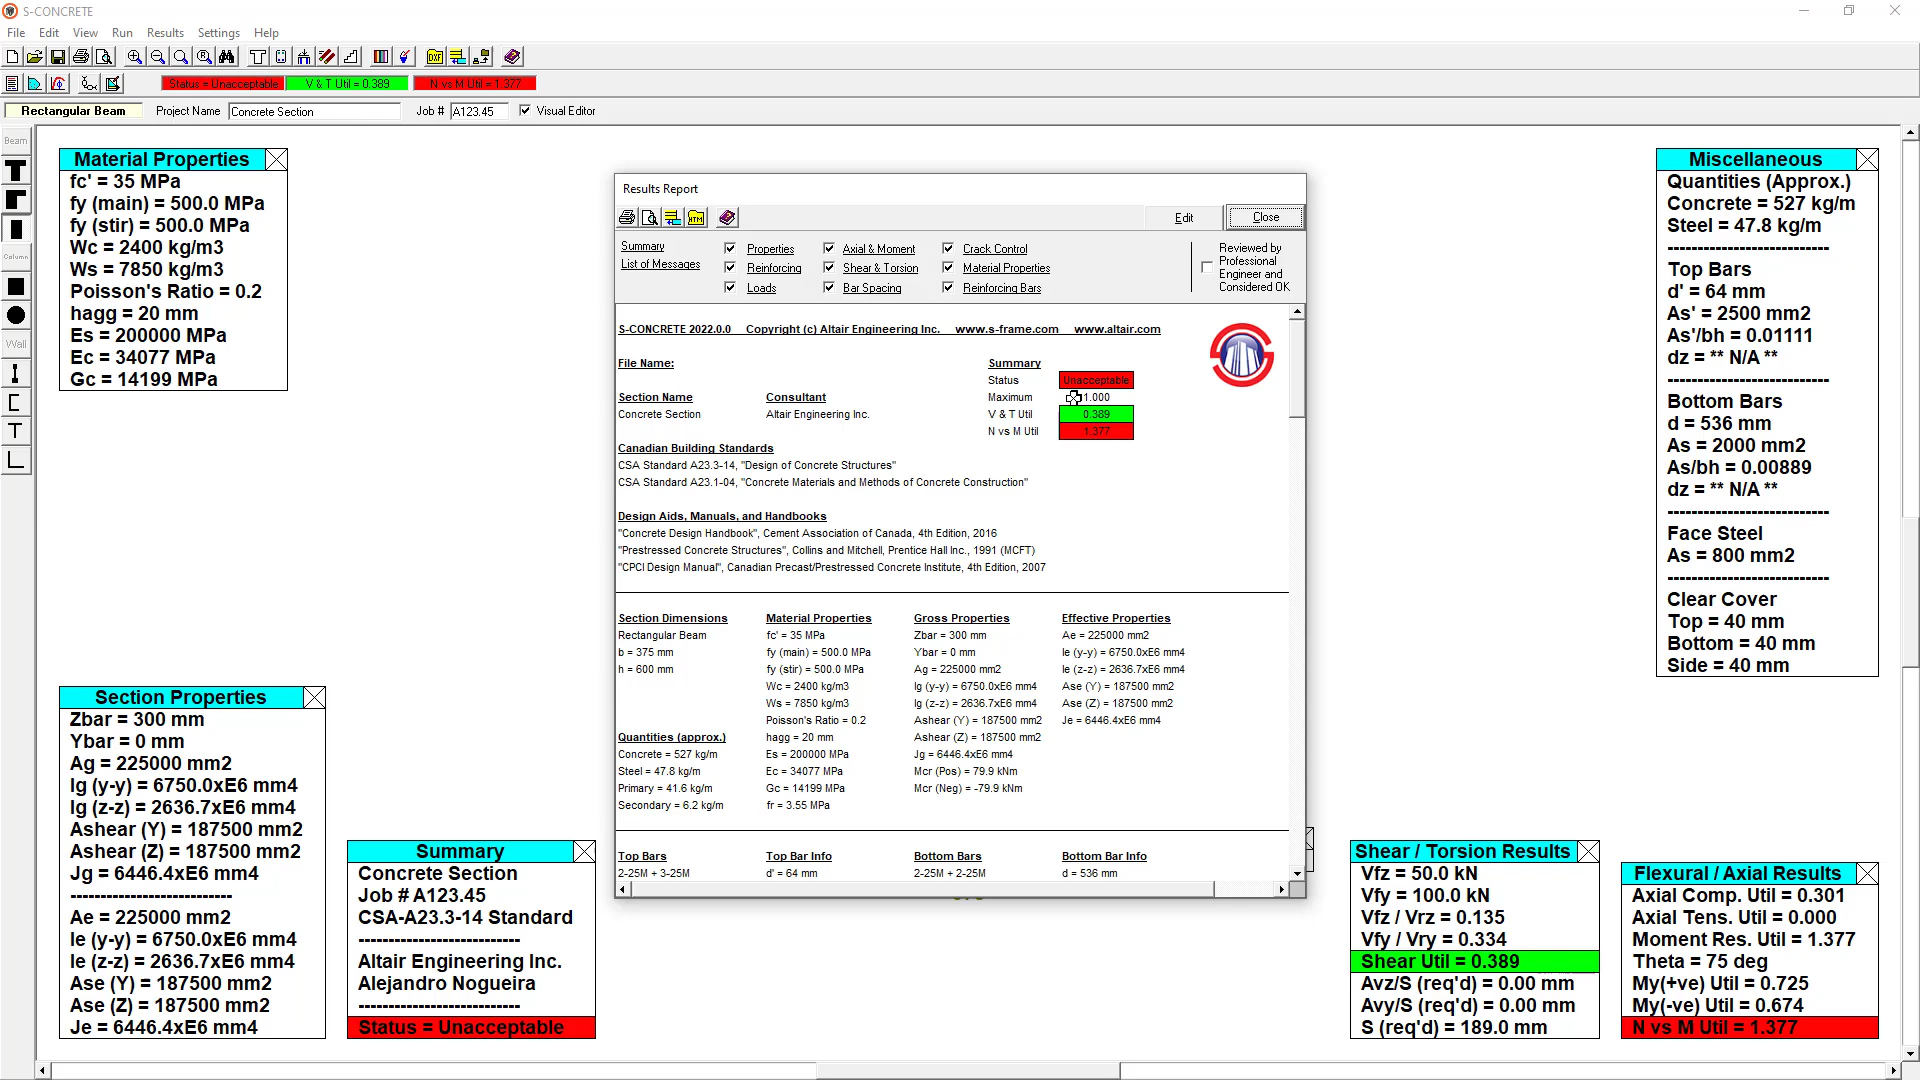 S-CONCRETE
File Edit View Run Results Settings Help
Status = Unacceptable V & T Util = 0.389 N vs M Util = 1.377
Rectangular Beam Project Name Concrete Section Job # A123.45 Visual Editor
Beam
Column
Wall
Material Properties
fc' = 35 MPa
fy (main) = 500.0 MPa
fy (stir) = 500.0 MPa
Wc = 2400 kg/m3
Ws = 7850 kg/m3
Poisson's Ratio = 0.2
hagg = 20 mm
Es = 200000 MPa
Ec = 34077 MPa
Gc = 14199 MPa
Section Properties
Zbar = 300 mm
Ybar = 0 mm
Ag = 225000 mm2
Ig (y-y) = 6750.0xE6 mm4
Ig (z-z) = 2636.7xE6 mm4
Ashear (Y) = 187500 mm2
Ashear (Z) = 187500 mm2
Jg = 6446.4xE6 mm4
---------------------------
Ae = 225000 mm2
Ie (y-y) = 6750.0xE6 mm4
Ie (z-z) = 2636.7xE6 mm4
Ase (Y) = 187500 mm2
Ase (Z) = 187500 mm2
Je = 6446.4xE6 mm4
Summary
Concrete Section
Job # A123.45
CSA-A23.3-14 Standard
---------------------------
Altair Engineering Inc.
Alejandro Nogueira
---------------------------
Status = Unacceptable
Results Report
HTM
Edit Close
Summary
List of Messages
Properties Axial & Moment Crack Control
Reinforcing Shear & Torsion Material Properties
Loads Bar Spacing Reinforcing Bars
Reviewed by
Professional
Engineer and
Considered OK
S-CONCRETE 2022.0.0 Copyright (c) Altair Engineering Inc. www.s-frame.com www.altair.com
File Name: Summary
Status Unacceptable
Section Name Consultant Maximum 1.000
Concrete Section Altair Engineering Inc. V & T Util 0.389
N vs M Util 1.377
Canadian Building Standards
CSA Standard A23.3-14, "Design of Concrete Structures"
CSA Standard A23.1-04, "Concrete Materials and Methods of Concrete Construction"
Design Aids, Manuals, and Handbooks
"Concrete Design Handbook", Cement Association of Canada, 4th Edition, 2016
"Prestressed Concrete Structures", Collins and Mitchell, Prentice Hall Inc., 1991 (MCFT)
"CPCI Design Manual", Canadian Precast/Prestressed Concrete Institute, 4th Edition, 2007
Section Dimensions Material Properties Gross Properties Effective Properties
Rectangular Beam fc' = 35 MPa Zbar = 300 mm Ae = 225000 mm2
b = 375 mm fy (main) = 500.0 MPa Ybar = 0 mm Ie (y-y) = 6750.0xE6 mm4
h = 600 mm fy (stir) = 500.0 MPa Ag = 225000 mm2 Ie (z-z) = 2636.7xE6 mm4
Wc = 2400 kg/m3 Ig (y-y) = 6750.0xE6 mm4 Ase (Y) = 187500 mm2
Ws = 7850 kg/m3 Ig (z-z) = 2636.7xE6 mm4 Ase (Z) = 187500 mm2
Poisson's Ratio = 0.2 Ashear (Y) = 187500 mm2 Je = 6446.4xE6 mm4
Quantities (approx.) hagg = 20 mm Ashear (Z) = 187500 mm2
Concrete = 527 kg/m Es = 200000 MPa Jg = 6446.4xE6 mm4
Steel = 47.8 kg/m Ec = 34077 MPa Mcr (Pos) = 79.9 kNm
Primary = 41.6 kg/m Gc = 14199 MPa Mcr (Neg) = -79.9 kNm
Secondary = 6.2 kg/m fr = 3.55 MPa
Top Bars Top Bar Info Bottom Bars Bottom Bar Info
2-25M + 3-25M d' = 64 mm 2-25M + 2-25M d = 536 mm
Miscellaneous
Quantities (Approx.)
Concrete = 527 kg/m
Steel = 47.8 kg/m
---------------------------
Top Bars
d' = 64 mm
As' = 2500 mm2
As'/bh = 0.01111
dz = ** N/A **
---------------------------
Bottom Bars
d = 536 mm
As = 2000 mm2
As/bh = 0.00889
dz = ** N/A **
---------------------------
Face Steel
As = 800 mm2
---------------------------
Clear Cover
Top = 40 mm
Bottom = 40 mm
Side = 40 mm
Shear / Torsion Results
Vfz = 50.0 kN
Vfy = 100.0 kN
Vfz / Vrz = 0.135
Vfy / Vry = 0.334
Shear Util = 0.389
Avz/S (req'd) = 0.00 mm
Avy/S (req'd) = 0.00 mm
S (req'd) = 189.0 mm
Flexural / Axial Results
Axial Comp. Util = 0.301
Axial Tens. Util = 0.000
Moment Res. Util = 1.377
Theta = 75 deg
My(+ve) Util = 0.725
My(-ve) Util = 0.674
N vs M Util = 1.377